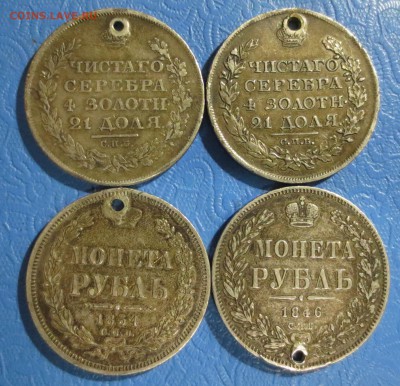 COINS.LAVE.RU
ЧИСТАГО
СЕРЕБРА
4 ЗОЛОТН.
21 ДОЛЯ.
С.П.Б.
ЧИСТАГО
СЕРЕБРА
4 ЗОЛОТН.
21 ДОЛЯ.
С.П.Б.
МОНЕТА
РУБЛЬ
С.П.Б.
МОНЕТА
РУБЛЬ
1846
С.П.Б.